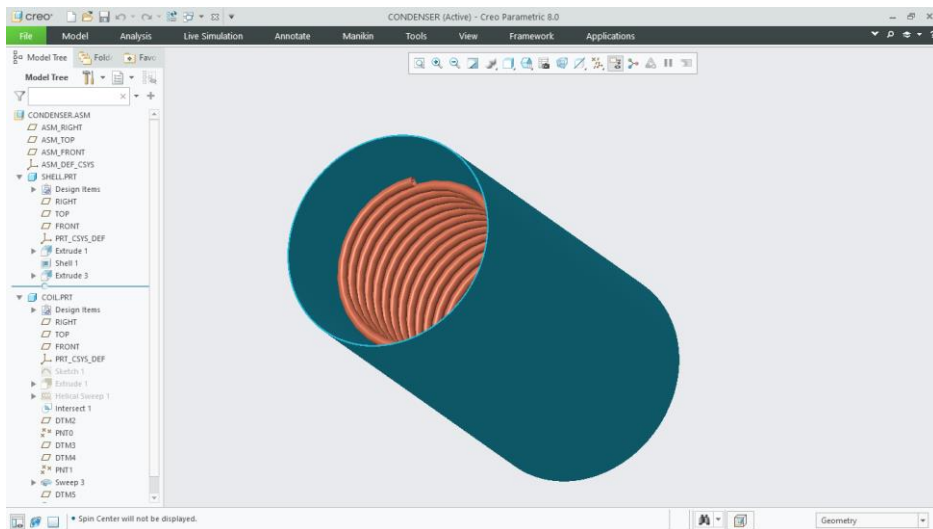 creo
CONDENSER (Active) - Creo Parametric 8.0
File Model Analysis Live Simulation Annotate Manikin Tools View Framework Applications
Model Tree Fold Favc
Model Tree
CONDENSER.ASM
ASM_RIGHT
ASM_TOP
ASM_FRONT
ASM_DEF_CSYS
SHELL.PRT
Design Items
RIGHT
TOP
FRONT
PRT_CSYS_DEF
Extrude 1
Shell 1
Extrude 3
COIL.PRT
Design Items
RIGHT
TOP
FRONT
PRT_CSYS_DEF
Sketch 1
Extrude 1
Helical Sweep 1
Intersect 1
DTM2
PNT0
DTM3
DTM4
PNT1
Sweep 3
DTM5
• Spin Center will not be displayed.
Geometry